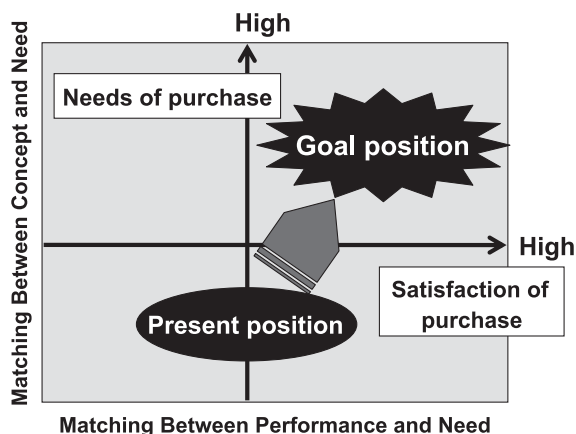 High
Matching Between Concept and Need
Needs of purchase
Goal position
High
Satisfaction of
purchase
Present position
Matching Between Performance and Need